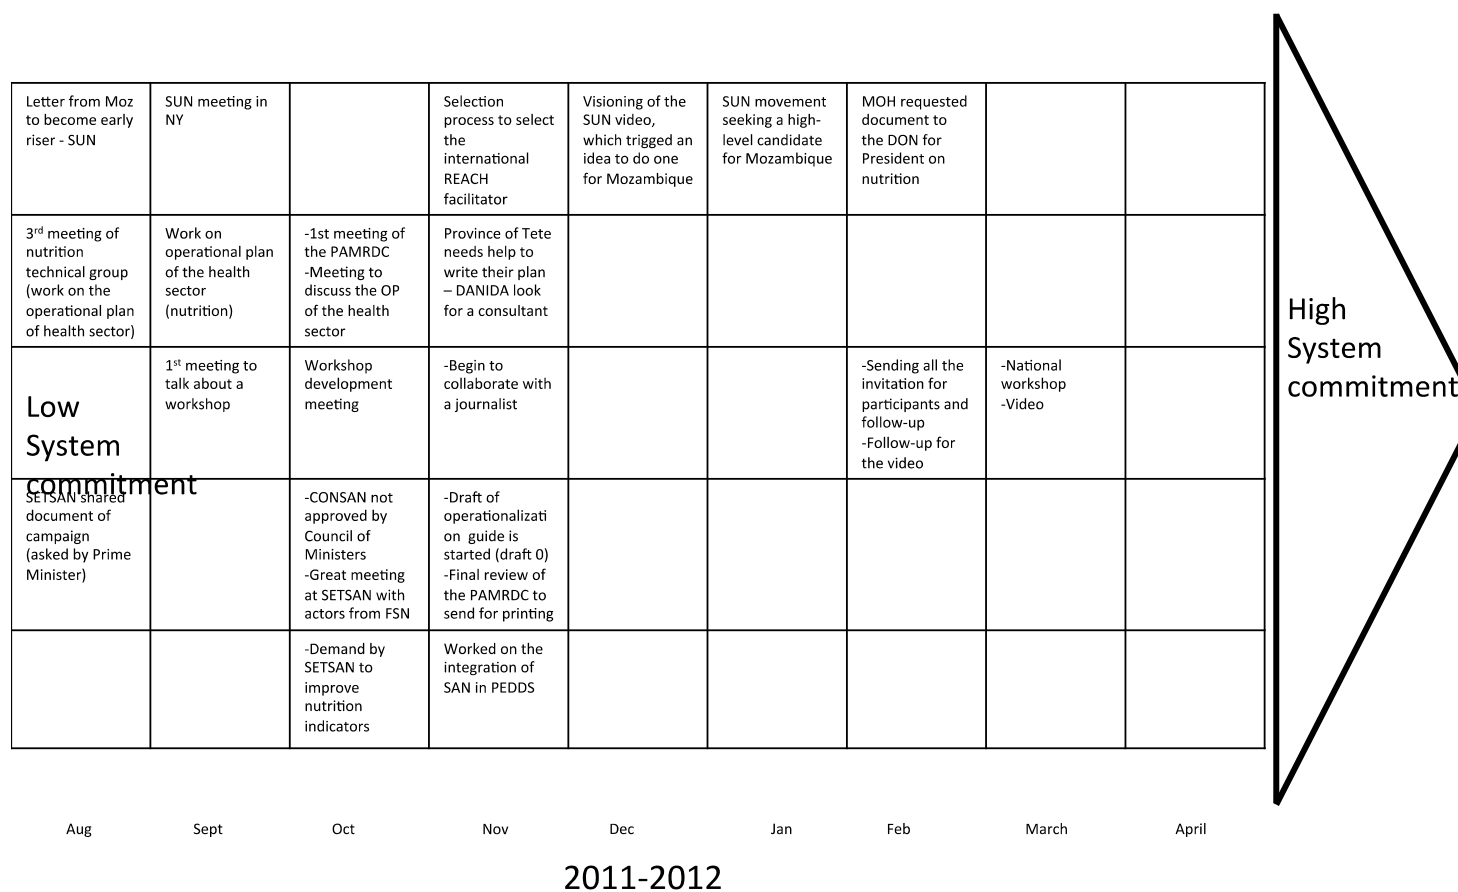 Letter from Moz
to become early
riser - SUN
SUN meeting in
NY
Selection
process to select
the
international
REACH
facilitator
Visioning of the
SUN video,
which trigged an
idea to do one
for Mozambique
SUN movement
seeking a high-
level candidate
for Mozambique
MOH requested
document to
the DON for
President on
nutrition
3rd meeting of
nutrition
technical group
(work on the
operational plan
of health sector)
Work on
operational plan
of the health
sector
(nutrition)
-1st meeting of
the PAMRDC
-Meeting to
discuss the OP
of the health
sector
Province of Tete
needs help to
write their plan
– DANIDA look
for a consultant
Low
System
commitment
1st meeting to
talk about a
workshop
Workshop
development
meeting
-Begin to
collaborate with
a journalist
-Sending all the
invitation for
participants and
follow-up
-Follow-up for
the video
-National
workshop
-Video
SETSAN shared
document of
campaign
(asked by Prime
Minister)
-CONSAN not
approved by
Council of
Ministers
-Great meeting
at SETSAN with
actors from FSN
-Draft of
operationalizati
on guide is
started (draft 0)
-Final review of
the PAMRDC to
send for printing
-Demand by
SETSAN to
improve
nutrition
indicators
Worked on the
integration of
SAN in PEDDS
High
System
commitment
Aug Sept Oct Nov Dec Jan Feb March April
2011-2012